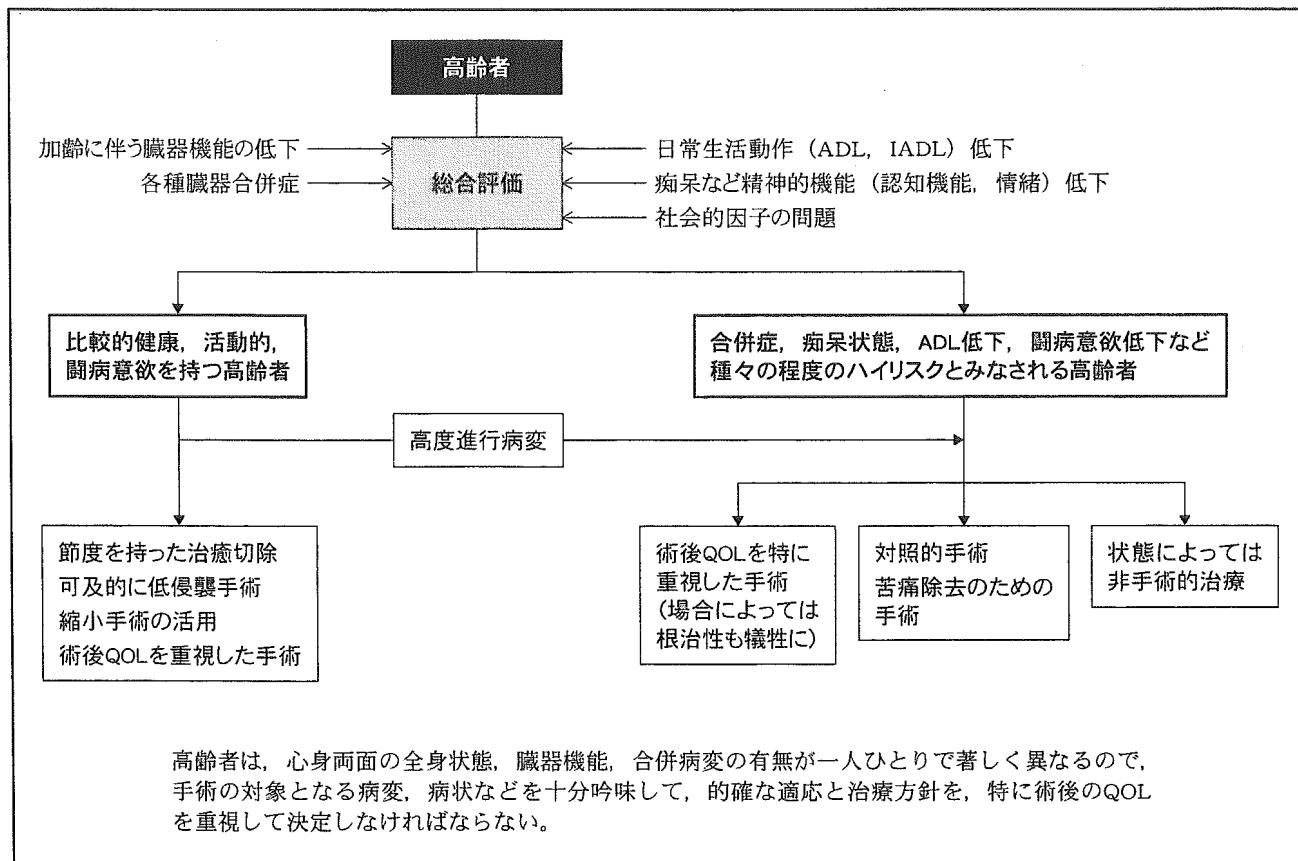 高齢者
加齢に伴う臓器機能の低下
各種臓器合併症
総合評価
日常生活動作（ADL，IADL）低下
痴呆など精神的機能（認知機能，情緒）低下
社会的因子の問題
比較的健康，活動的，
闘病意欲を持つ高齢者
合併症，痴呆状態，ADL低下，闘病意欲低下など
種々の程度のハイリスクとみなされる高齢者
高度進行病変
節度を持った治癒切除
可及的に低侵襲手術
縮小手術の活用
術後QOLを重視した手術
術後QOLを特に
重視した手術
（場合によっては
根治性も犠牲に）
対照的手術
苦痛除去のための
手術
状態によっては
非手術的治療
高齢者は，心身両面の全身状態，臓器機能，合併病変の有無が一人ひとりで著しく異なるので，
手術の対象となる病変，病状などを十分吟味して，的確な適応と治療方針を，特に術後のQOL
を重視して決定しなければならない。